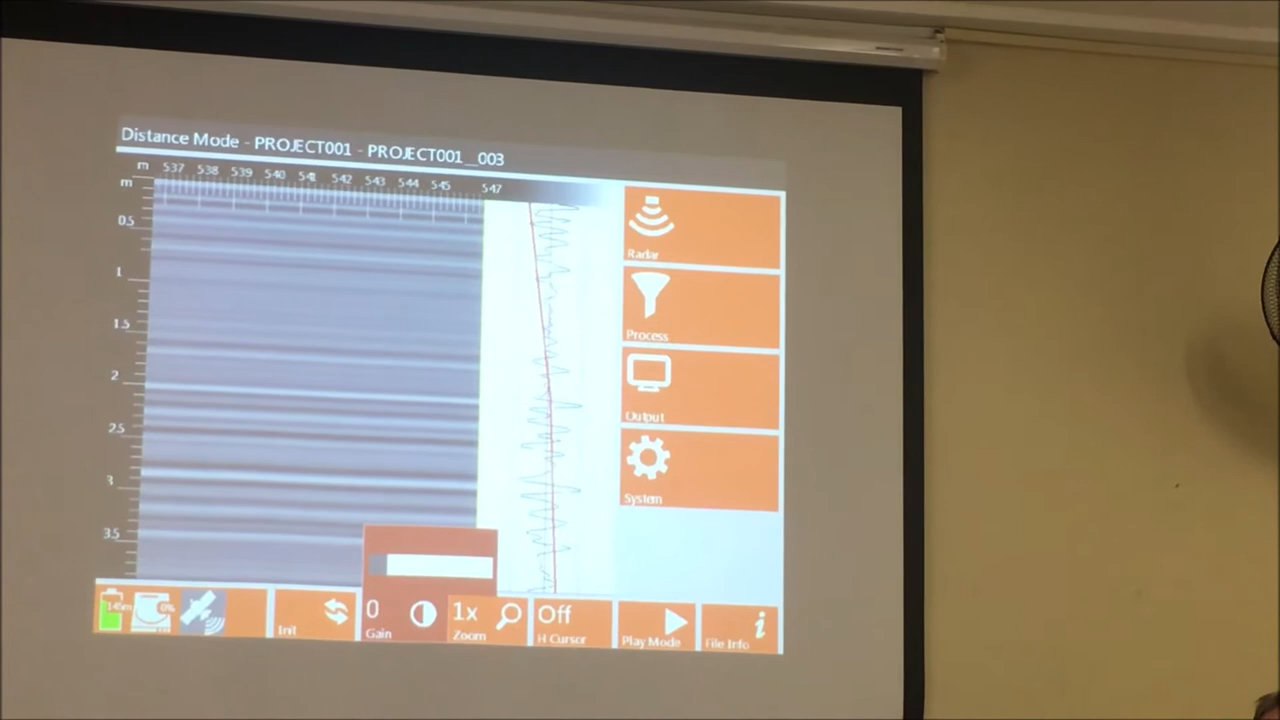 Distance Mode - PROJECT001 - PROJECT001__003
m 537 538 539 540 541 542 543 544 545 547
m
0.5
1
1.5
2
2.5
3
3.5
Radar
Process
Output
System
145m 0%
Init
0
Gain
1x
Zoom
Off
H Cursor
Play Mode
i
File Info